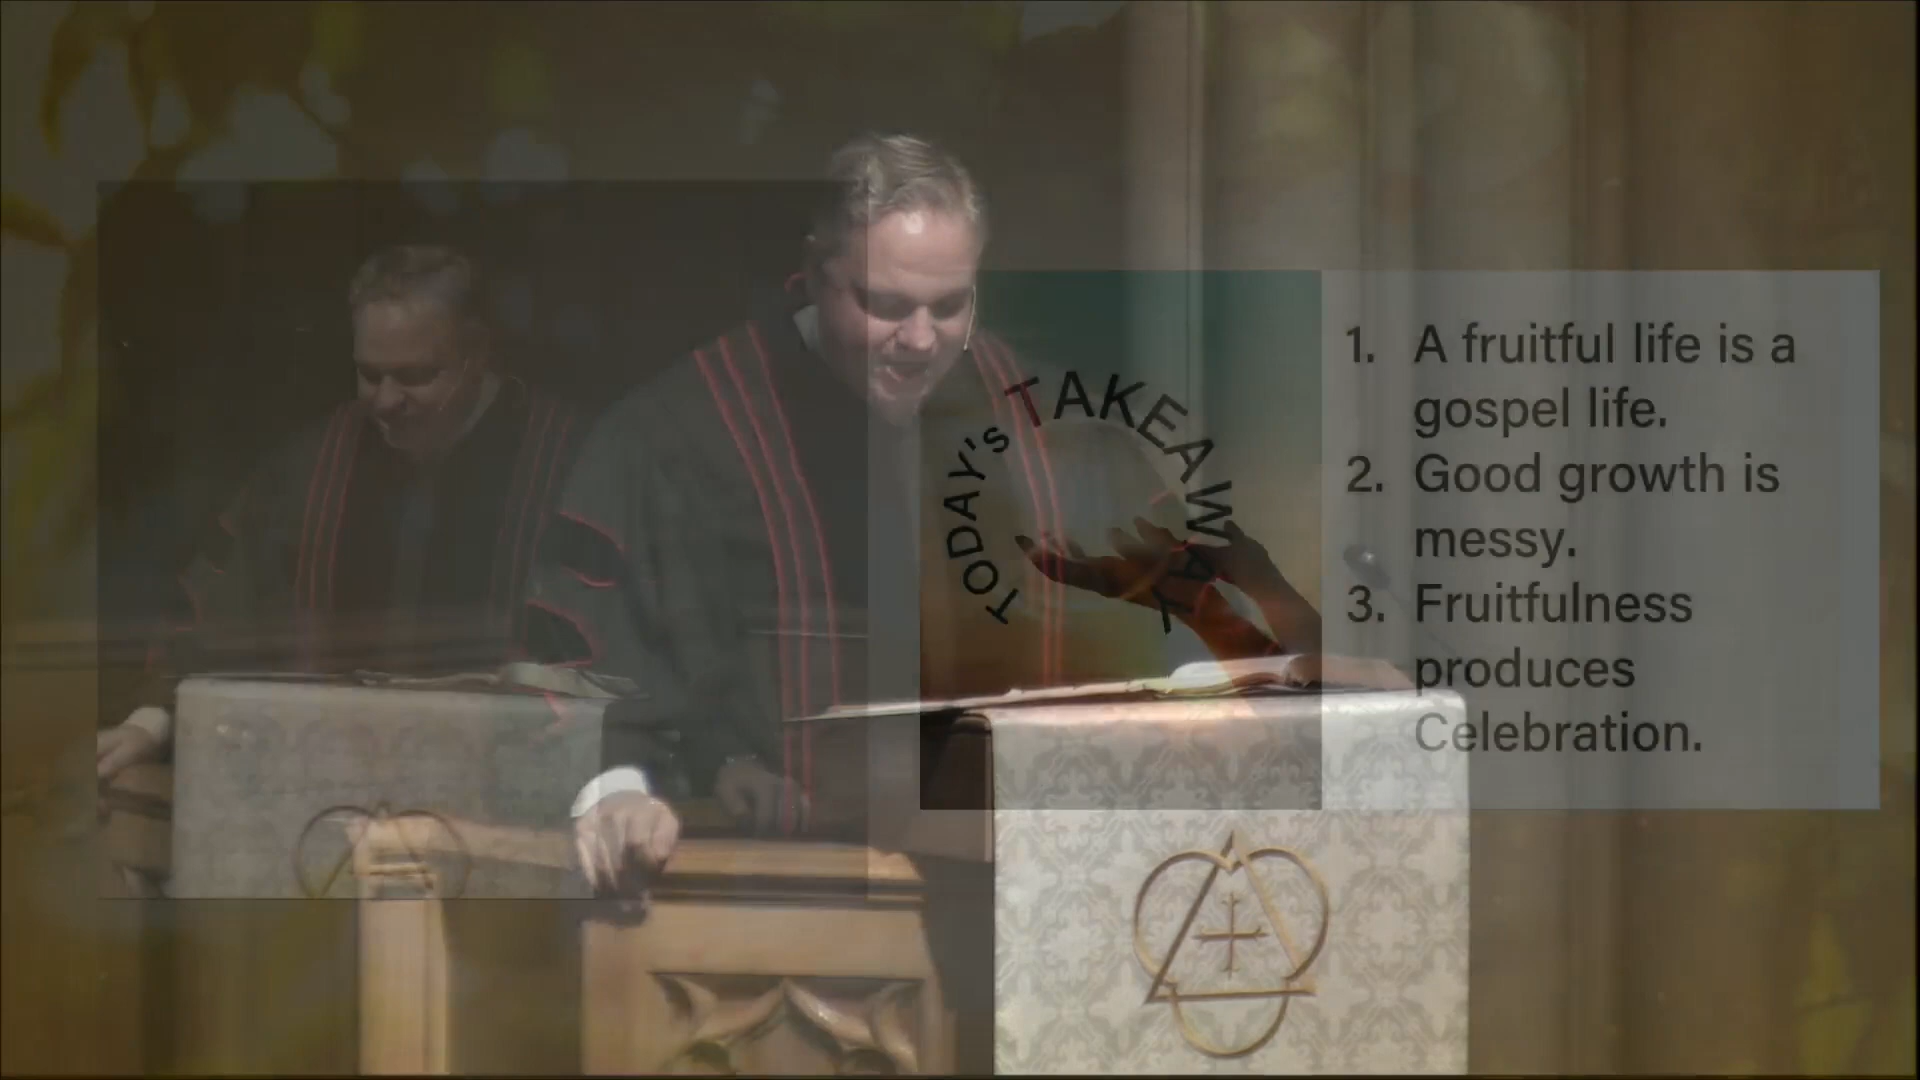 TODAY's TAKEAWAY
1. A fruitful life is a
gospel life.
2. Good growth is
messy.
3. Fruitfulness
produces
Celebration.